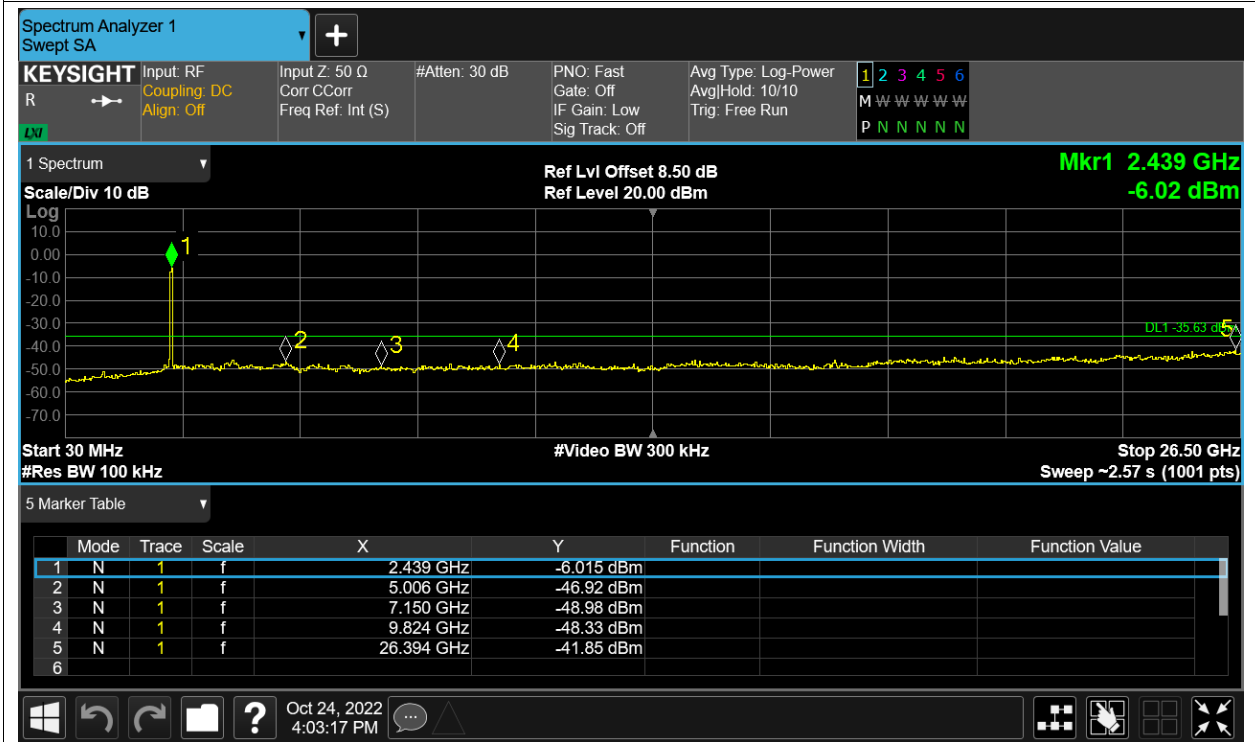 Spectrum Analyzer 1
Swept SA
+
KEYSIGHT
R
LXI
Input: RF
Coupling: DC
Align: Off
Input Z: 50 Ω
Corr CCorr
Freq Ref: Int (S)
#Atten: 30 dB
PNO: Fast
Gate: Off
IF Gain: Low
Sig Track: Off
Avg Type: Log-Power
Avg|Hold: 10/10
Trig: Free Run
1 2 3 4 5 6
M W W W W W
P N N N N N
1 Spectrum
Scale/Div 10 dB
Ref Lvl Offset 8.50 dB
Ref Level 20.00 dBm
Mkr1 2.439 GHz
-6.02 dBm
Log
10.0
0.00
-10.0
-20.0
-30.0
-40.0
-50.0
-60.0
-70.0
1
2
3
4
5
DL1 -35.63 dBm
Start 30 MHz
#Res BW 100 kHz
#Video BW 300 kHz
Stop 26.50 GHz
Sweep ~2.57 s (1001 pts)
5 Marker Table
Mode Trace Scale X Y Function Function Width Function Value
1 N 1 f 2.439 GHz -6.015 dBm
2 N 1 f 5.006 GHz -46.92 dBm
3 N 1 f 7.150 GHz -48.98 dBm
4 N 1 f 9.824 GHz -48.33 dBm
5 N 1 f 26.394 GHz -41.85 dBm
6
?
Oct 24, 2022
4:03:17 PM